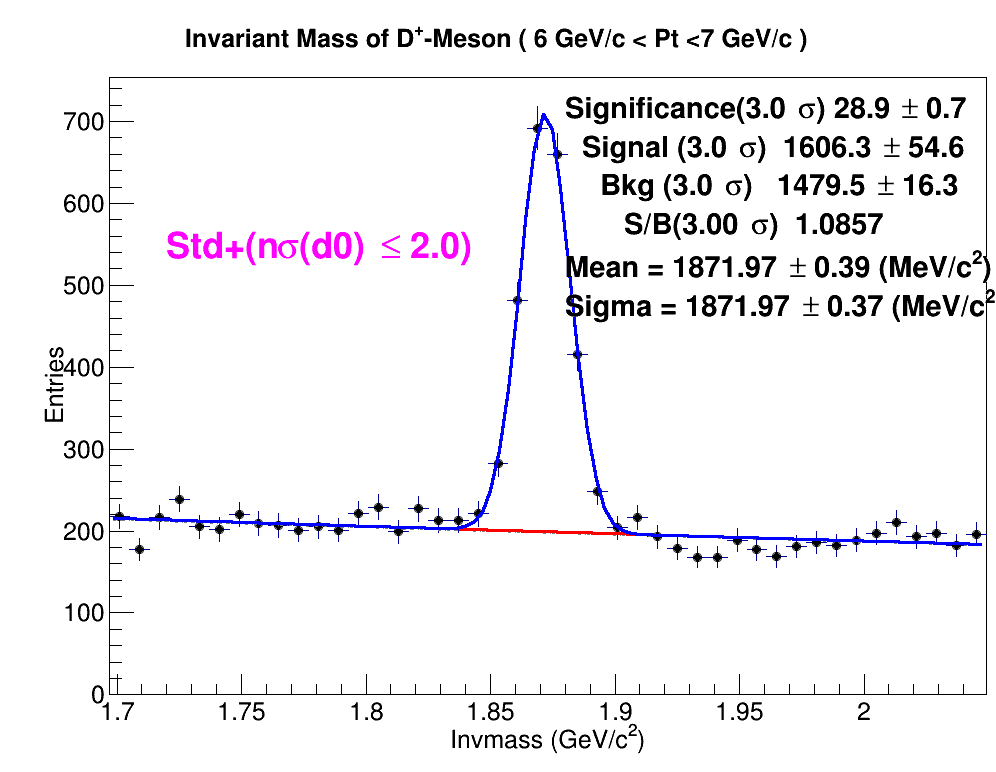 Invariant Mass of D⁺-Meson ( 6 GeV/c < Pt <7 GeV/c )
Significance(3.0 σ) 28.9 ± 0.7
Signal (3.0 σ) 1606.3 ± 54.6
Bkg (3.0 σ) 1479.5 ± 16.3
S/B(3.00 σ) 1.0857
Mean = 1871.97 ± 0.39 (MeV/c²)
Sigma = 1871.97 ± 0.37 (MeV/c²
Std+(nσ(d0) ≤ 2.0)
Entries
700
600
500
400
300
200
100
0
1.7 1.75 1.8 1.85 1.9 1.95 2
Invmass (GeV/c²)